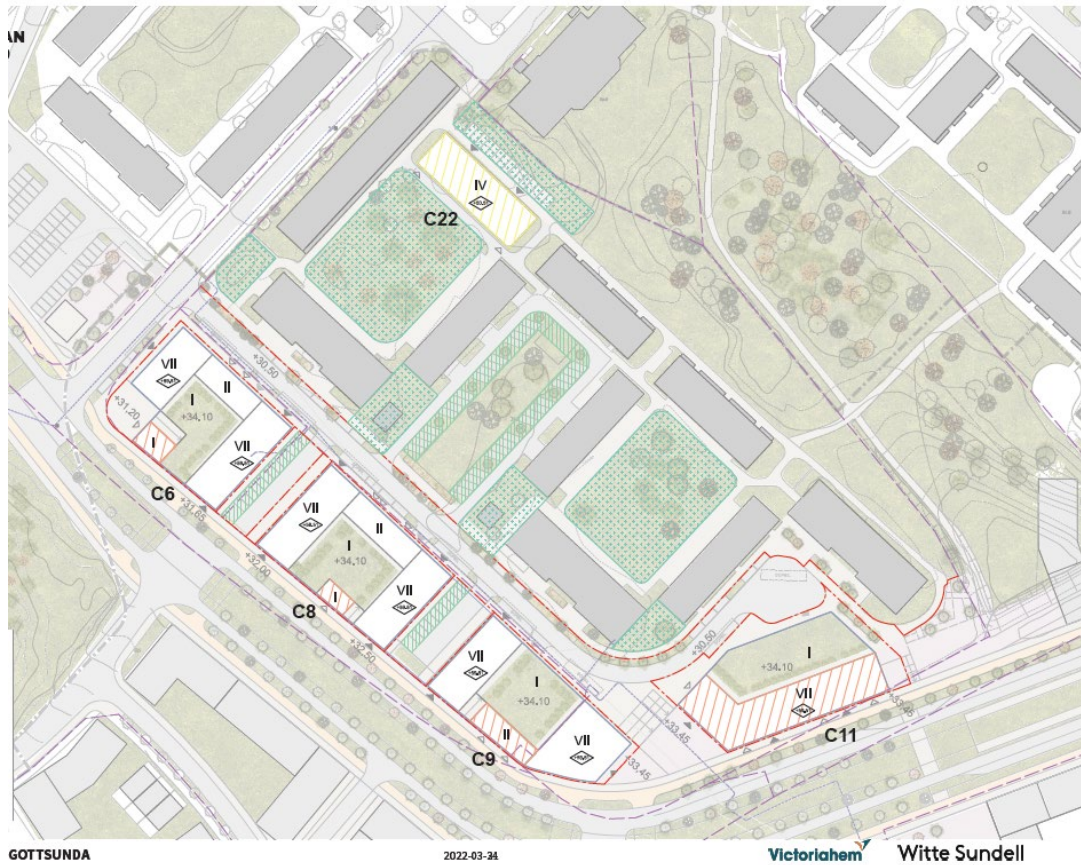 AN
IV
C22
+30.50
VII
II
I
+34.10
+31.20
I
VII
C6
+31.65
VII
II
I
+34.10
+32.00
I
VII
C8
+32.50
VII
I
+34.10
II
VII
C9
+33.45
+30.50
I
+34.10
VII
+33.45
+33.45
C11
GOTTSUNDA
2022-03-24
Victoriahem
Witte Sundell